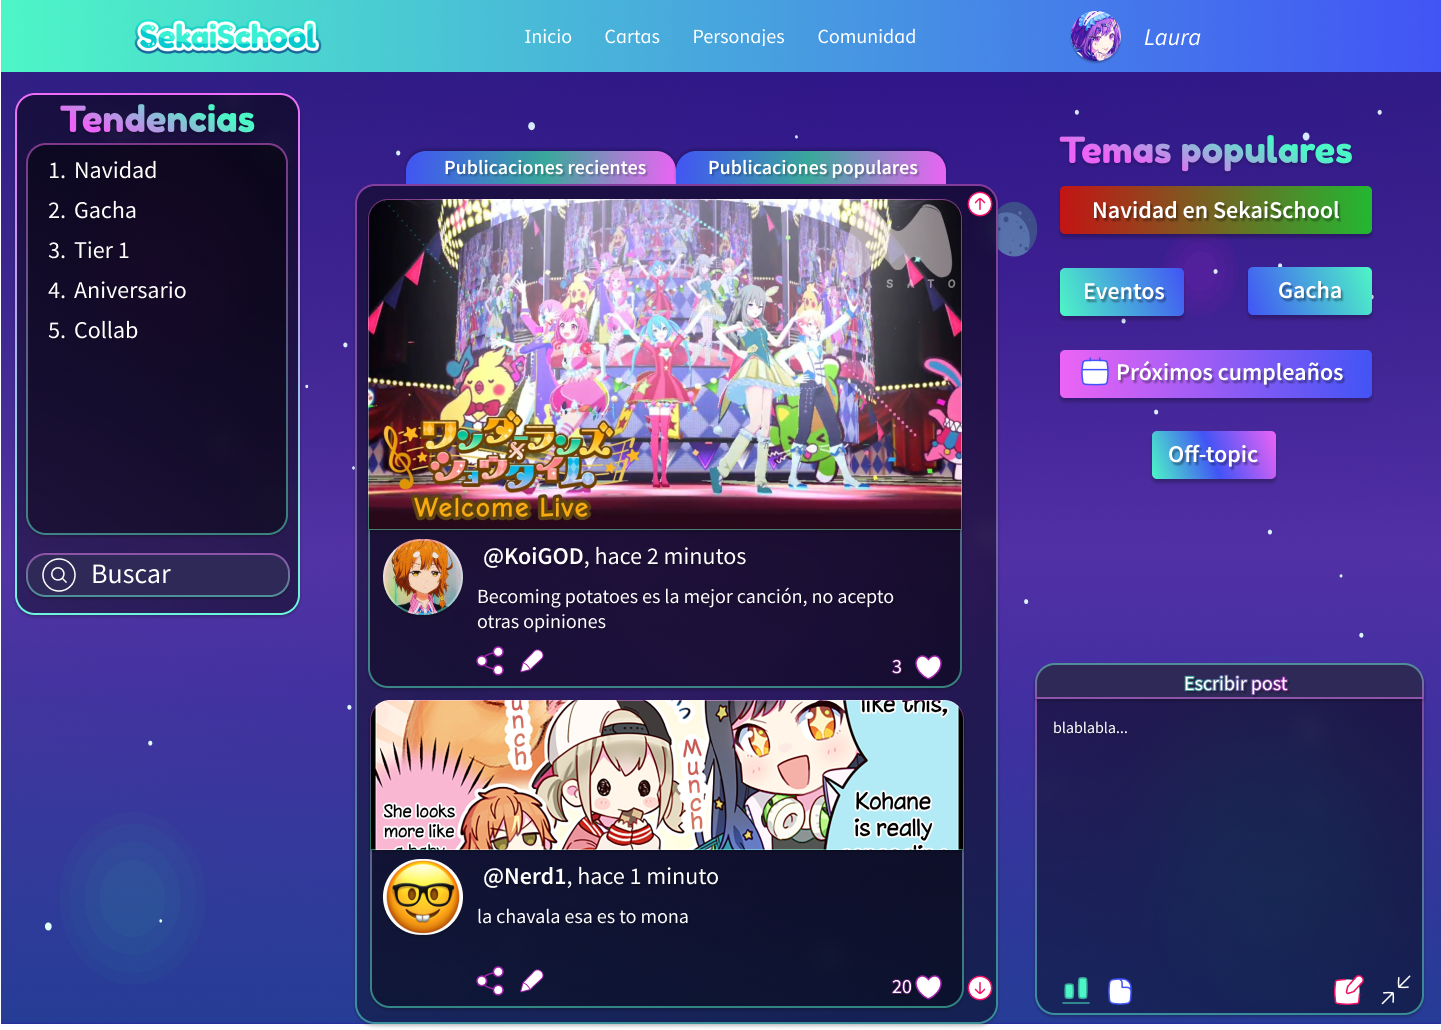 SekaiSchool
Inicio
Cartas
Personajes
Comunidad
Laura
Tendencias
1. Navidad
2. Gacha
3. Tier 1
4. Aniversario
5. Collab
Buscar
Publicaciones recientes
Publicaciones populares
A S A T O
ワンダーランズ
×
ショウタイム
Welcome Live
@KoiGOD, hace 2 minutos
Becoming potatoes es la mejor canción, no acepto
otras opiniones
3
unch
She looks
more like
a baby
Munch
like this,
Kohane
is really
@Nerd1, hace 1 minuto
la chavala esa es to mona
20
Temas populares
Navidad en SekaiSchool
Eventos
Gacha
Próximos cumpleaños
Off-topic
Escribir post
blablabla...